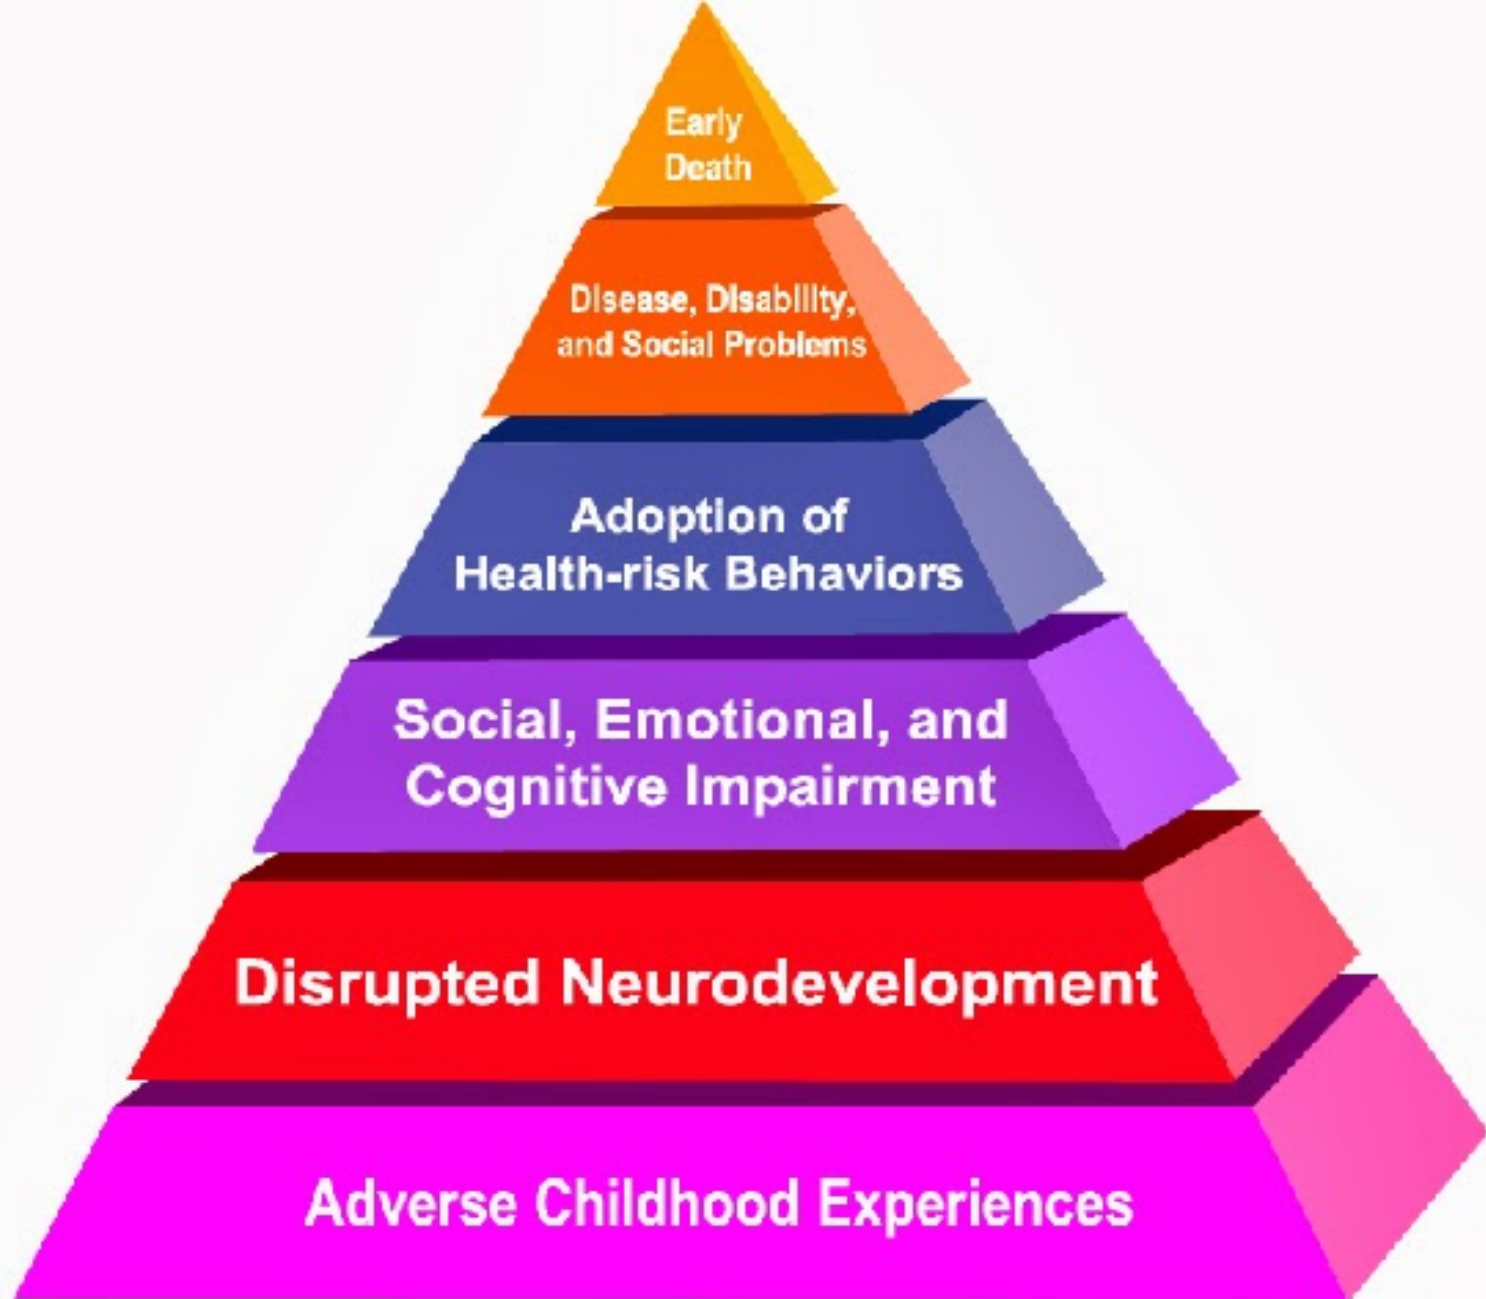 Early
Death
Disease, Disability,
and Social Problems
Adoption of
Health-risk Behaviors
Social, Emotional, and
Cognitive Impairment
Disrupted Neurodevelopment
Adverse Childhood Experiences